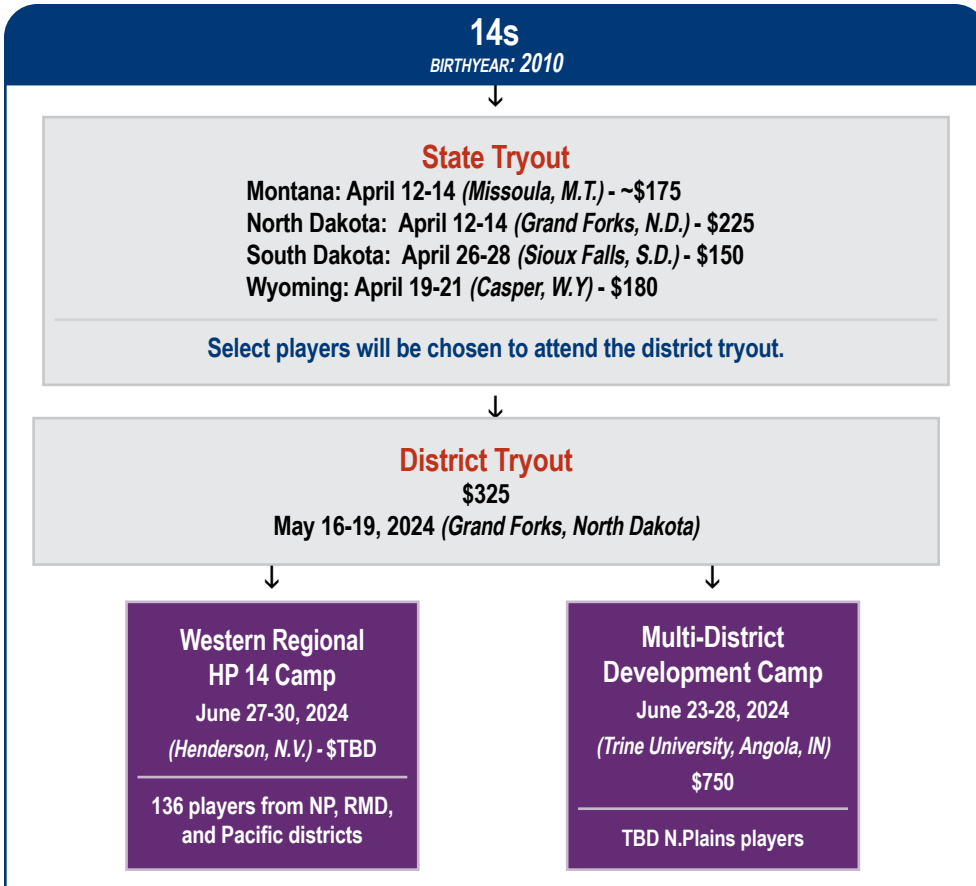 14s
BIRTHYEAR: 2010
↓
State Tryout
Montana: April 12-14 (Missoula, M.T.) - ~$175
North Dakota:  April 12-14 (Grand Forks, N.D.) - $225
South Dakota:  April 26-28 (Sioux Falls, S.D.) - $150
Wyoming: April 19-21 (Casper, W.Y) - $180
Select players will be chosen to attend the district tryout.
↓
District Tryout
$325
May 16-19, 2024 (Grand Forks, North Dakota)
↓
Western Regional
HP 14 Camp
June 27-30, 2024
(Henderson, N.V.) - $TBD
136 players from NP, RMD,
and Pacific districts
↓
Multi-District
Development Camp
June 23-28, 2024
(Trine University, Angola, IN)
$750
TBD N.Plains players